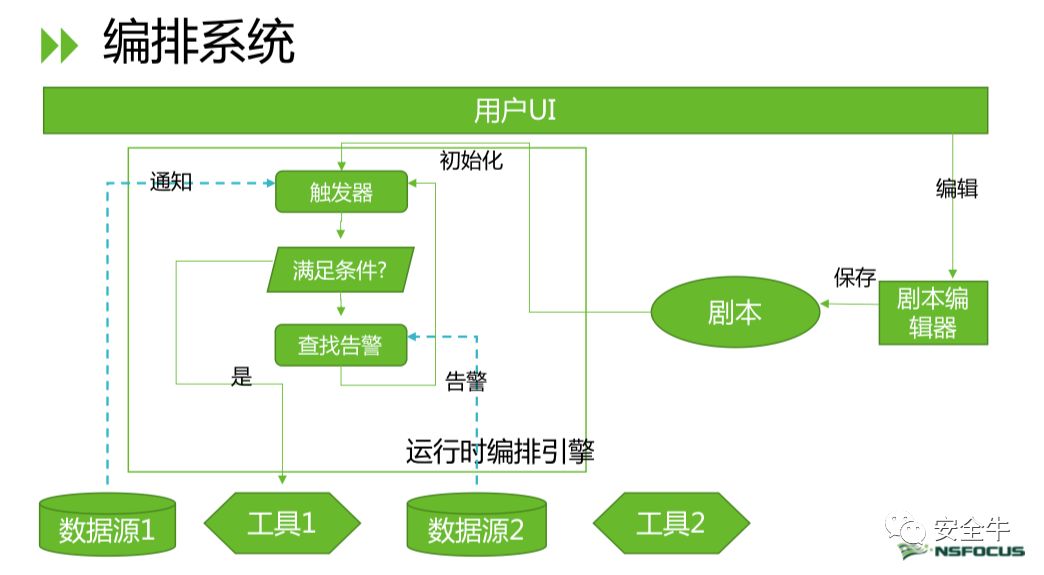 编排系统
用户UI
初始化
通知
触发器
编辑
满足条件?
保存
剧本编
辑器
剧本
查找告警
是
告警
运行时编排引擎
数据源1
工具1
数据源2
工具2
安全牛
NSFOCUS